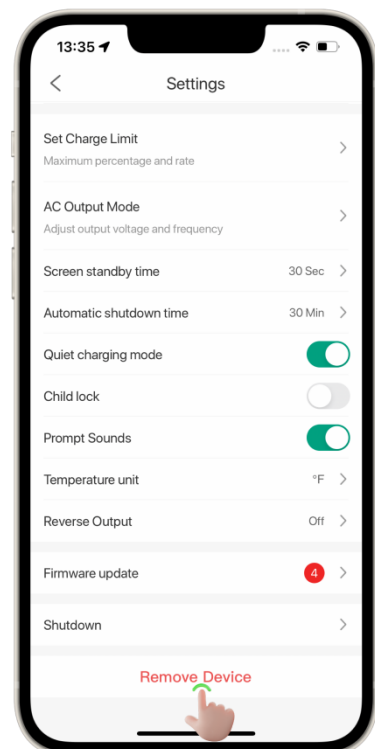 13:35
Settings
Set Charge Limit
Maximum percentage and rate
AC Output Mode
Adjust output voltage and frequency
Screen standby time 30 Sec
Automatic shutdown time 30 Min
Quiet charging mode
Child lock
Prompt Sounds
Temperature unit °F
Reverse Output Off
Firmware update 4
Shutdown
Remove Device